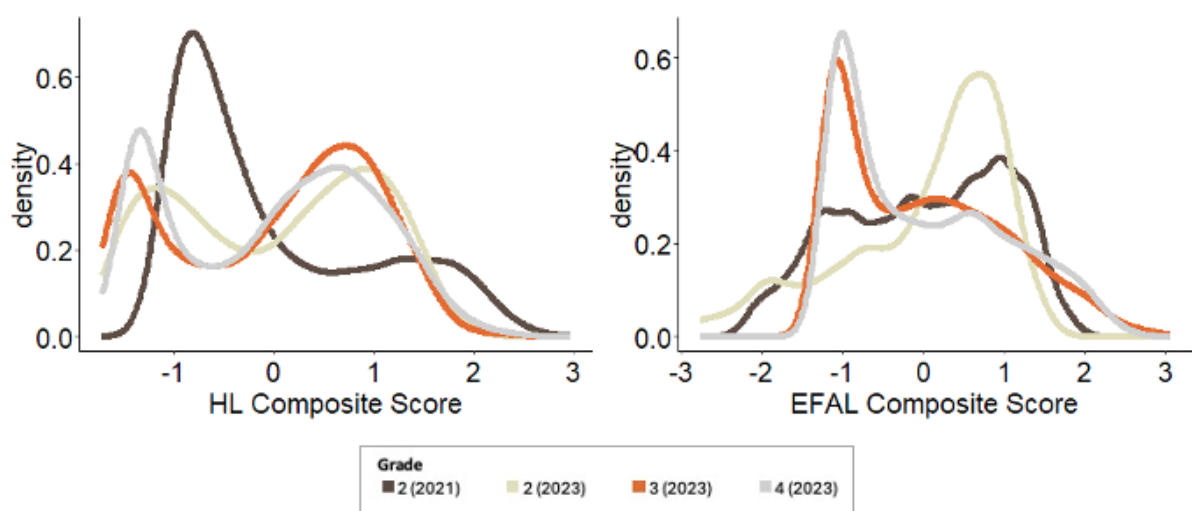 density
0.6
0.4
0.2
0.0
-1 0 1 2 3
HL Composite Score
density
0.6
0.4
0.2
0.0
-3 -2 -1 0 1 2 3
EFAL Composite Score
Grade
2 (2021) 2 (2023) 3 (2023) 4 (2023)